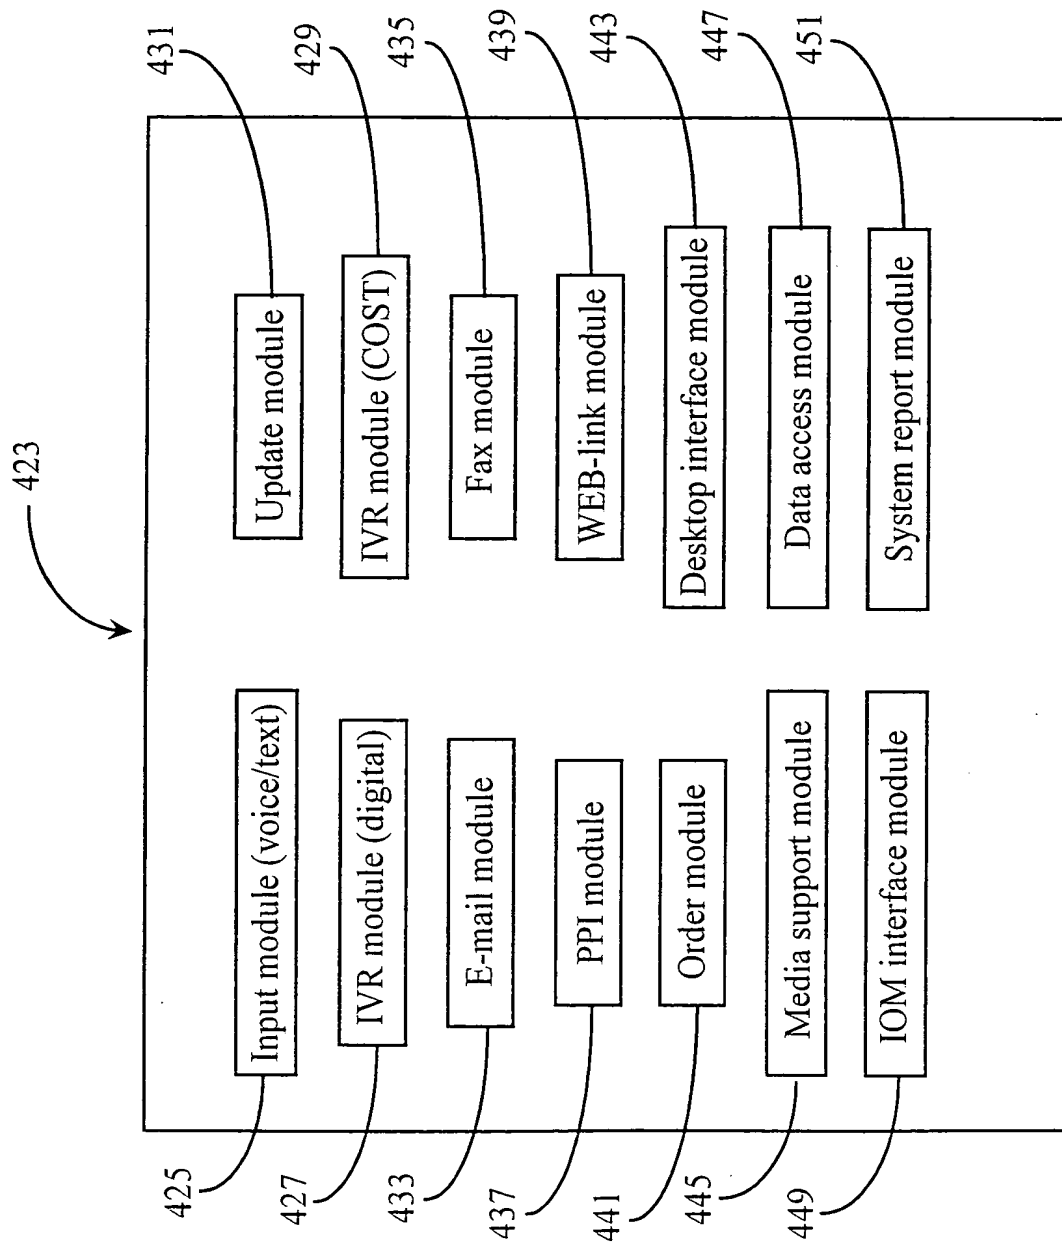 423
425
Input module (voice/text)
Update module
431
427
IVR module (digital)
IVR module (COST)
429
433
E-mail module
Fax module
435
437
PPI module
WEB-link module
439
441
Order module
Desktop interface module
443
445
Media support module
Data access module
447
449
IOM interface module
System report module
451